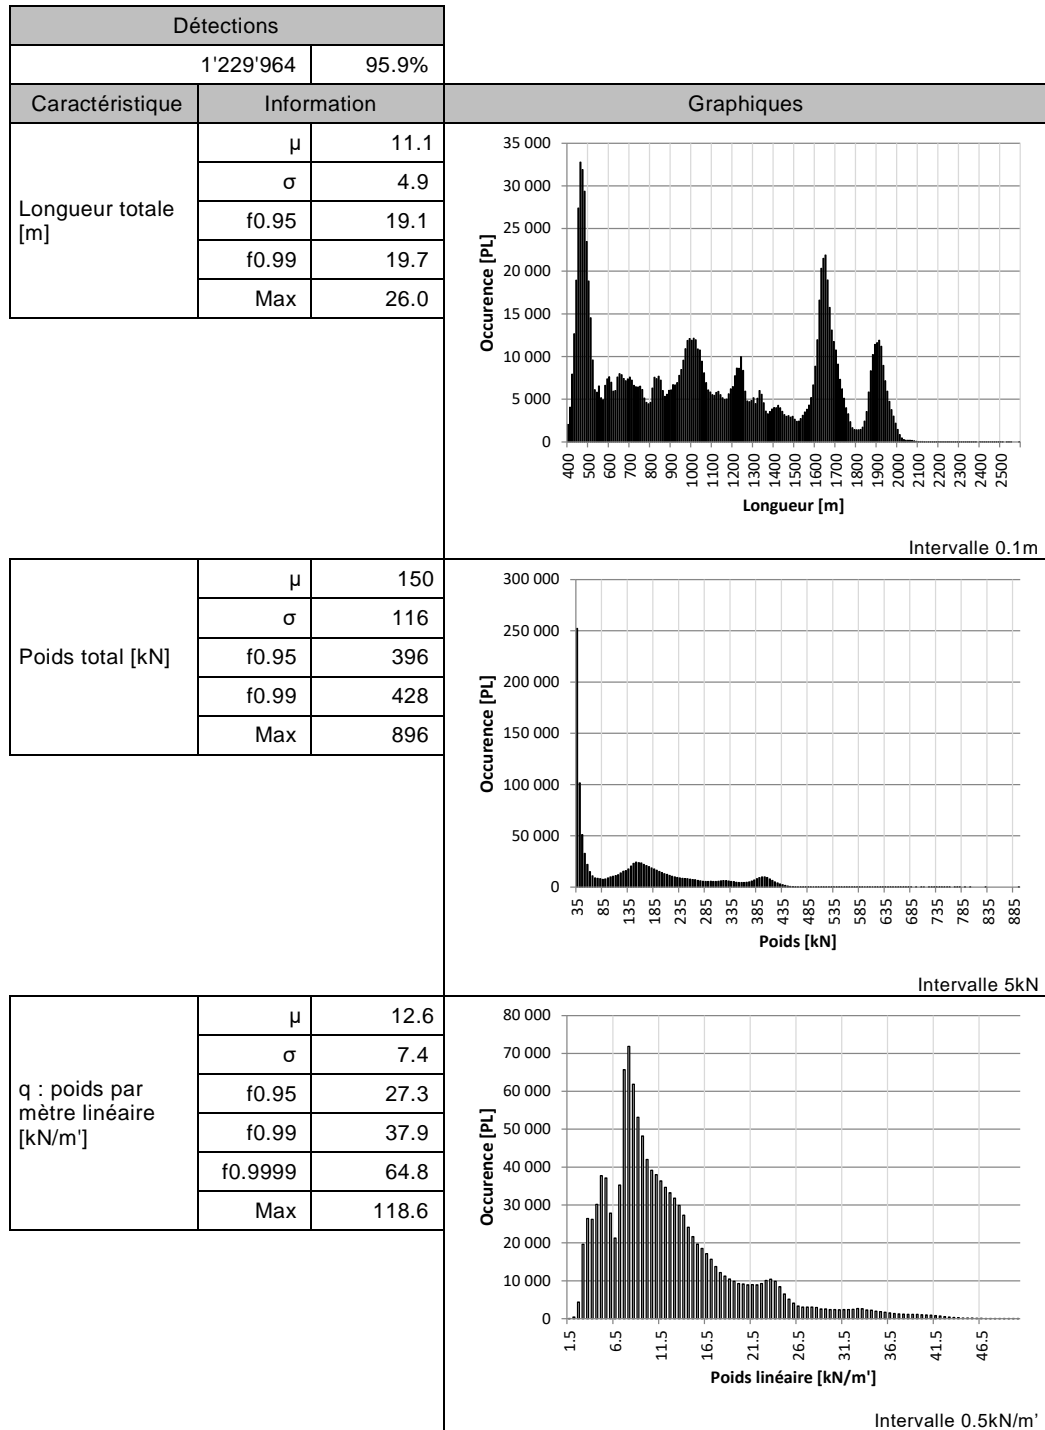 Détections
1'229'964 95.9%
Caractéristique Information Graphiques
Longueur totale [m]
µ 11.1
σ 4.9
f0.95 19.1
f0.99 19.7
Max 26.0
35 000
30 000
25 000
20 000
15 000
10 000
5 000
0
Occurence [PL]
400 500 600 700 800 900 1000 1100 1200 1300 1400 1500 1600 1700 1800 1900 2000 2100 2200 2300 2400 2500
Longueur [m]
Intervalle 0.1m
Poids total [kN]
µ 150
σ 116
f0.95 396
f0.99 428
Max 896
300 000
250 000
200 000
150 000
100 000
50 000
0
Occurence [PL]
35 85 135 185 235 285 335 385 435 485 535 585 635 685 735 785 835 885
Poids [kN]
Intervalle 5kN
q : poids par
mètre linéaire
[kN/m']
µ 12.6
σ 7.4
f0.95 27.3
f0.99 37.9
f0.9999 64.8
Max 118.6
80 000
70 000
60 000
50 000
40 000
30 000
20 000
10 000
0
Occurence [PL]
1.5 6.5 11.5 16.5 21.5 26.5 31.5 36.5 41.5 46.5
Poids linéaire [kN/m']
Intervalle 0.5kN/m’